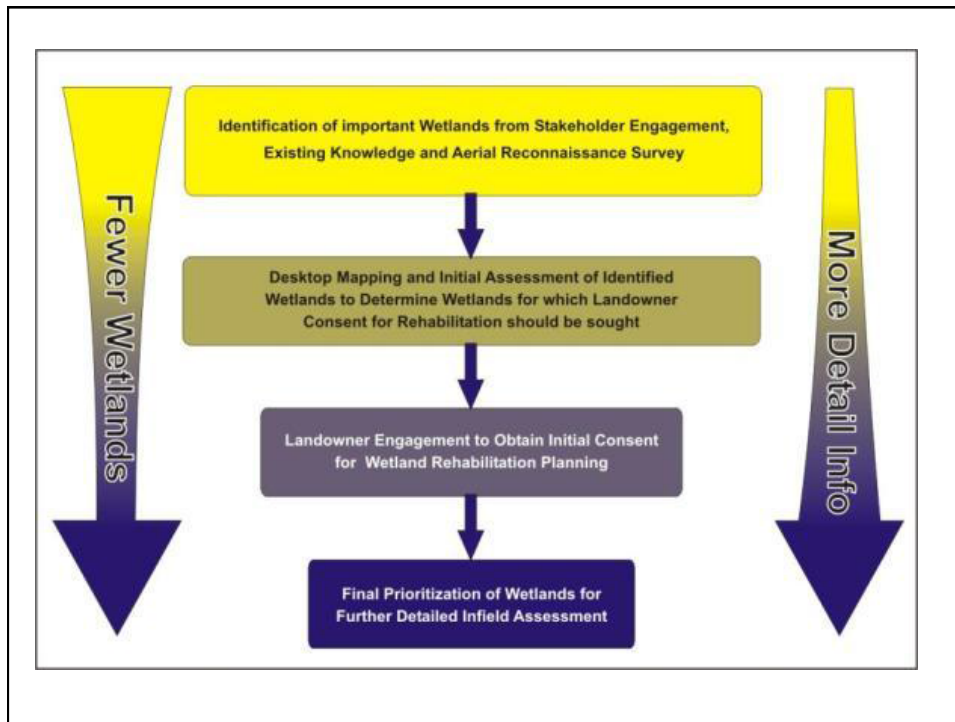 Identification of important Wetlands from Stakeholder Engagement,
Existing Knowledge and Aerial Reconnaissance Survey
Fewer Wetlands
More Detail Info
Desktop Mapping and Initial Assessment of Identified
Wetlands to Determine Wetlands for which Landowner
Consent for Rehabilitation should be sought
Landowner Engagement to Obtain Initial Consent
for Wetland Rehabilitation Planning
Final Prioritization of Wetlands for
Further Detailed Infield Assessment